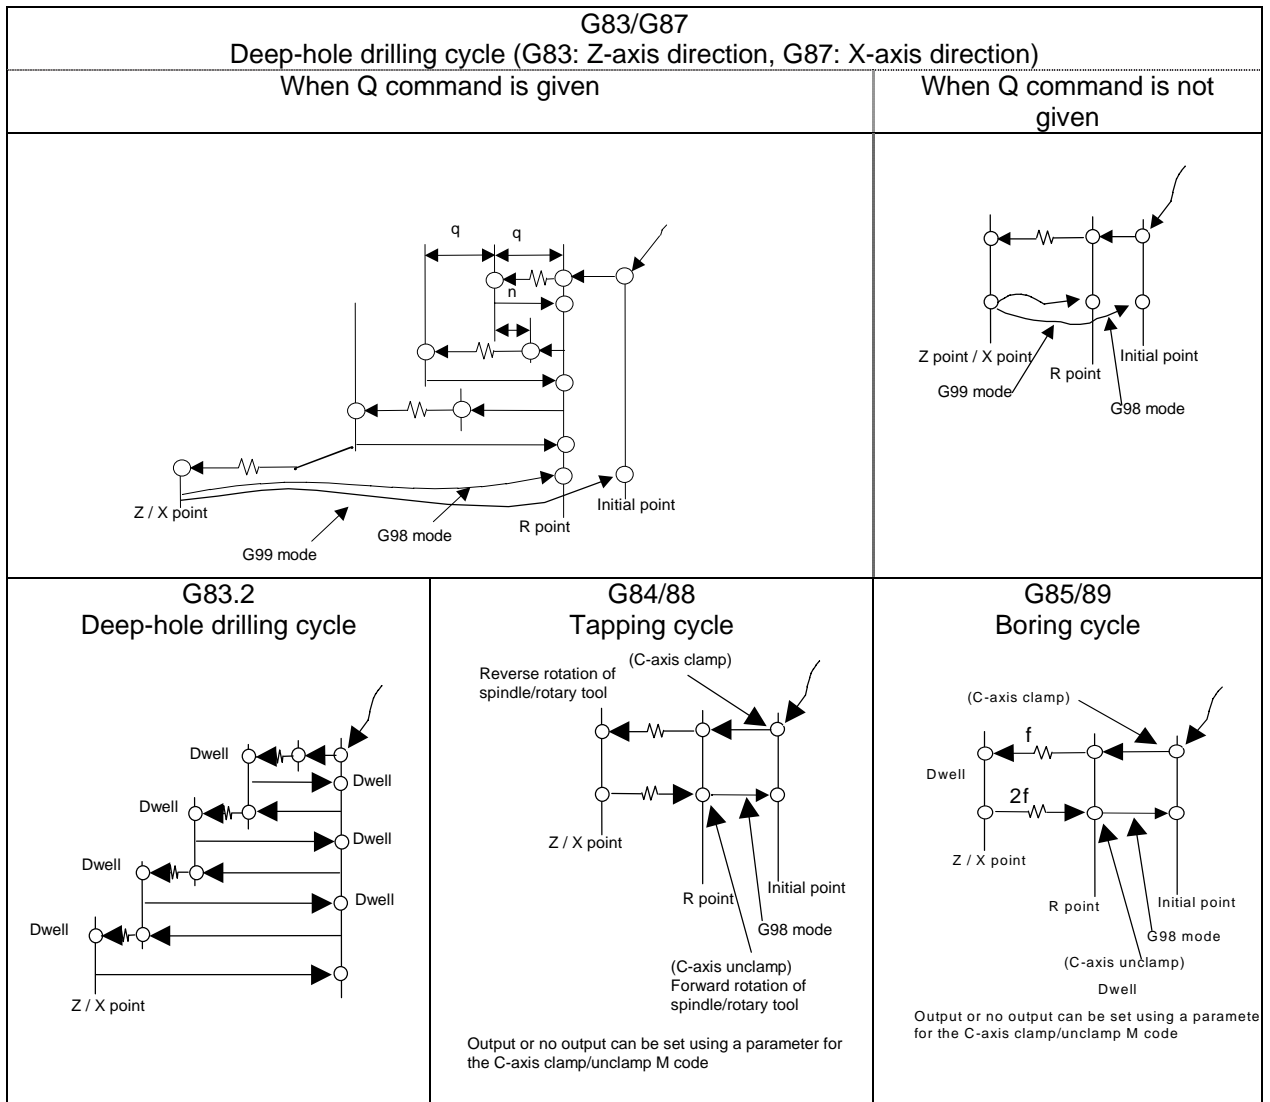 G83/G87
Deep-hole drilling cycle (G83: Z-axis direction, G87: X-axis direction)
When Q command is given
When Q command is not
given
q
q
n
Z / X point
G99 mode
G98 mode
R point
Initial point
Z point / X point
R point
Initial point
G99 mode
G98 mode
G83.2
Deep-hole drilling cycle
Dwell
Dwell
Dwell
Dwell
Dwell
Dwell
Dwell
Z / X point
G84/88
Tapping cycle
(C-axis clamp)
Reverse rotation of
spindle/rotary tool
Z / X point
R point
Initial point
G98 mode
(C-axis unclamp)
Forward rotation of
spindle/rotary tool
Output or no output can be set using a parameter for
the C-axis clamp/unclamp M code
G85/89
Boring cycle
(C-axis clamp)
f
Dwell
2f
Z / X point
R point
Initial point
G98 mode
(C-axis unclamp)
Dwell
Output or no output can be set using a paramete
for the C-axis clamp/unclamp M code